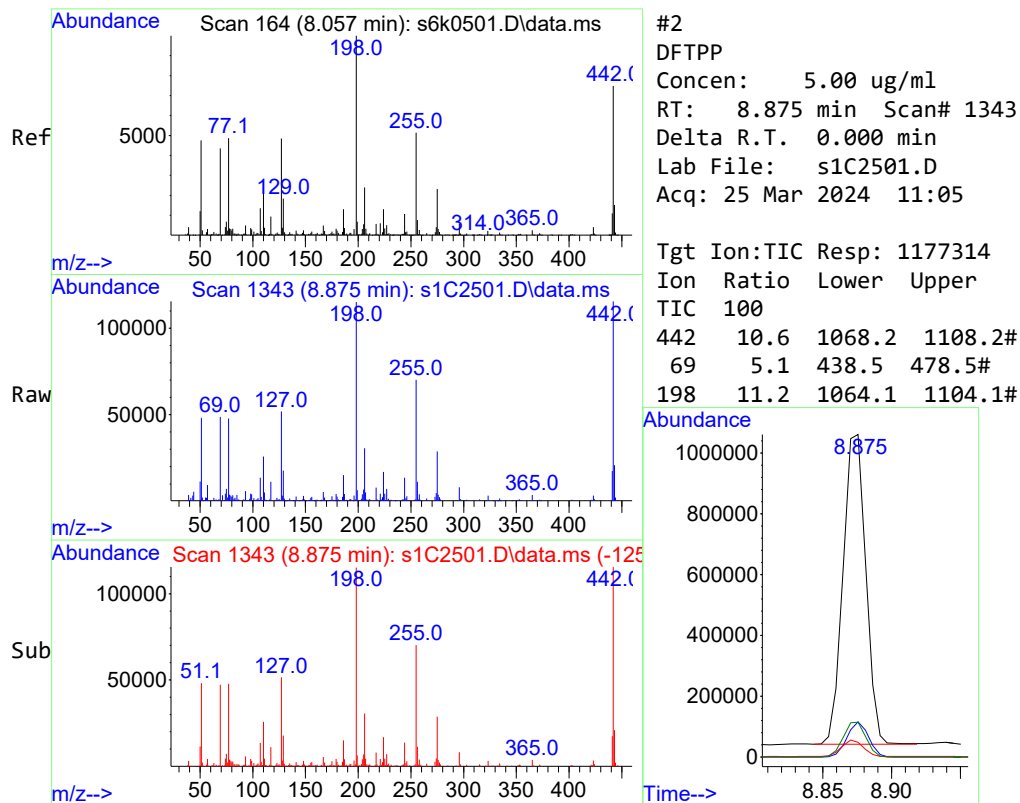 Abundance
Scan 164 (8.057 min): s6k0501.D\data.ms
198.0
442.0
255.0
77.1
129.0
314.0
365.0
5000
Ref
m/z-->
50 100 150 200 250 300 350 400
Abundance
Scan 1343 (8.875 min): s1C2501.D\data.ms
198.0
442.0
255.0
127.0
69.0
365.0
100000
50000
Raw
m/z-->
50 100 150 200 250 300 350 400
Abundance
Scan 1343 (8.875 min): s1C2501.D\data.ms (-125
198.0
442.0
255.0
127.0
51.1
365.0
100000
50000
Sub
m/z-->
50 100 150 200 250 300 350 400
#2
DFTPP
Concen: 5.00 ug/ml
RT: 8.875 min Scan# 1343
Delta R.T. 0.000 min
Lab File: s1C2501.D
Acq: 25 Mar 2024 11:05
Tgt Ion:TIC Resp: 1177314
Ion Ratio Lower Upper
TIC 100
442 10.6 1068.2 1108.2#
69 5.1 438.5 478.5#
198 11.2 1064.1 1104.1#
Abundance
8.875
1000000
800000
600000
400000
200000
0
Time-->
8.85 8.90